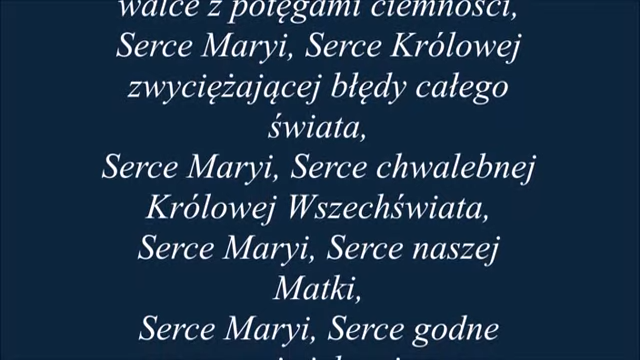 walce z potęgami ciemności,
Serce Maryi, Serce Królowej
zwyciężającej błędy całego
świata,
Serce Maryi, Serce chwalebnej
Królowej Wszechświata,
Serce Maryi, Serce naszej
Matki,
Serce Maryi, Serce godne